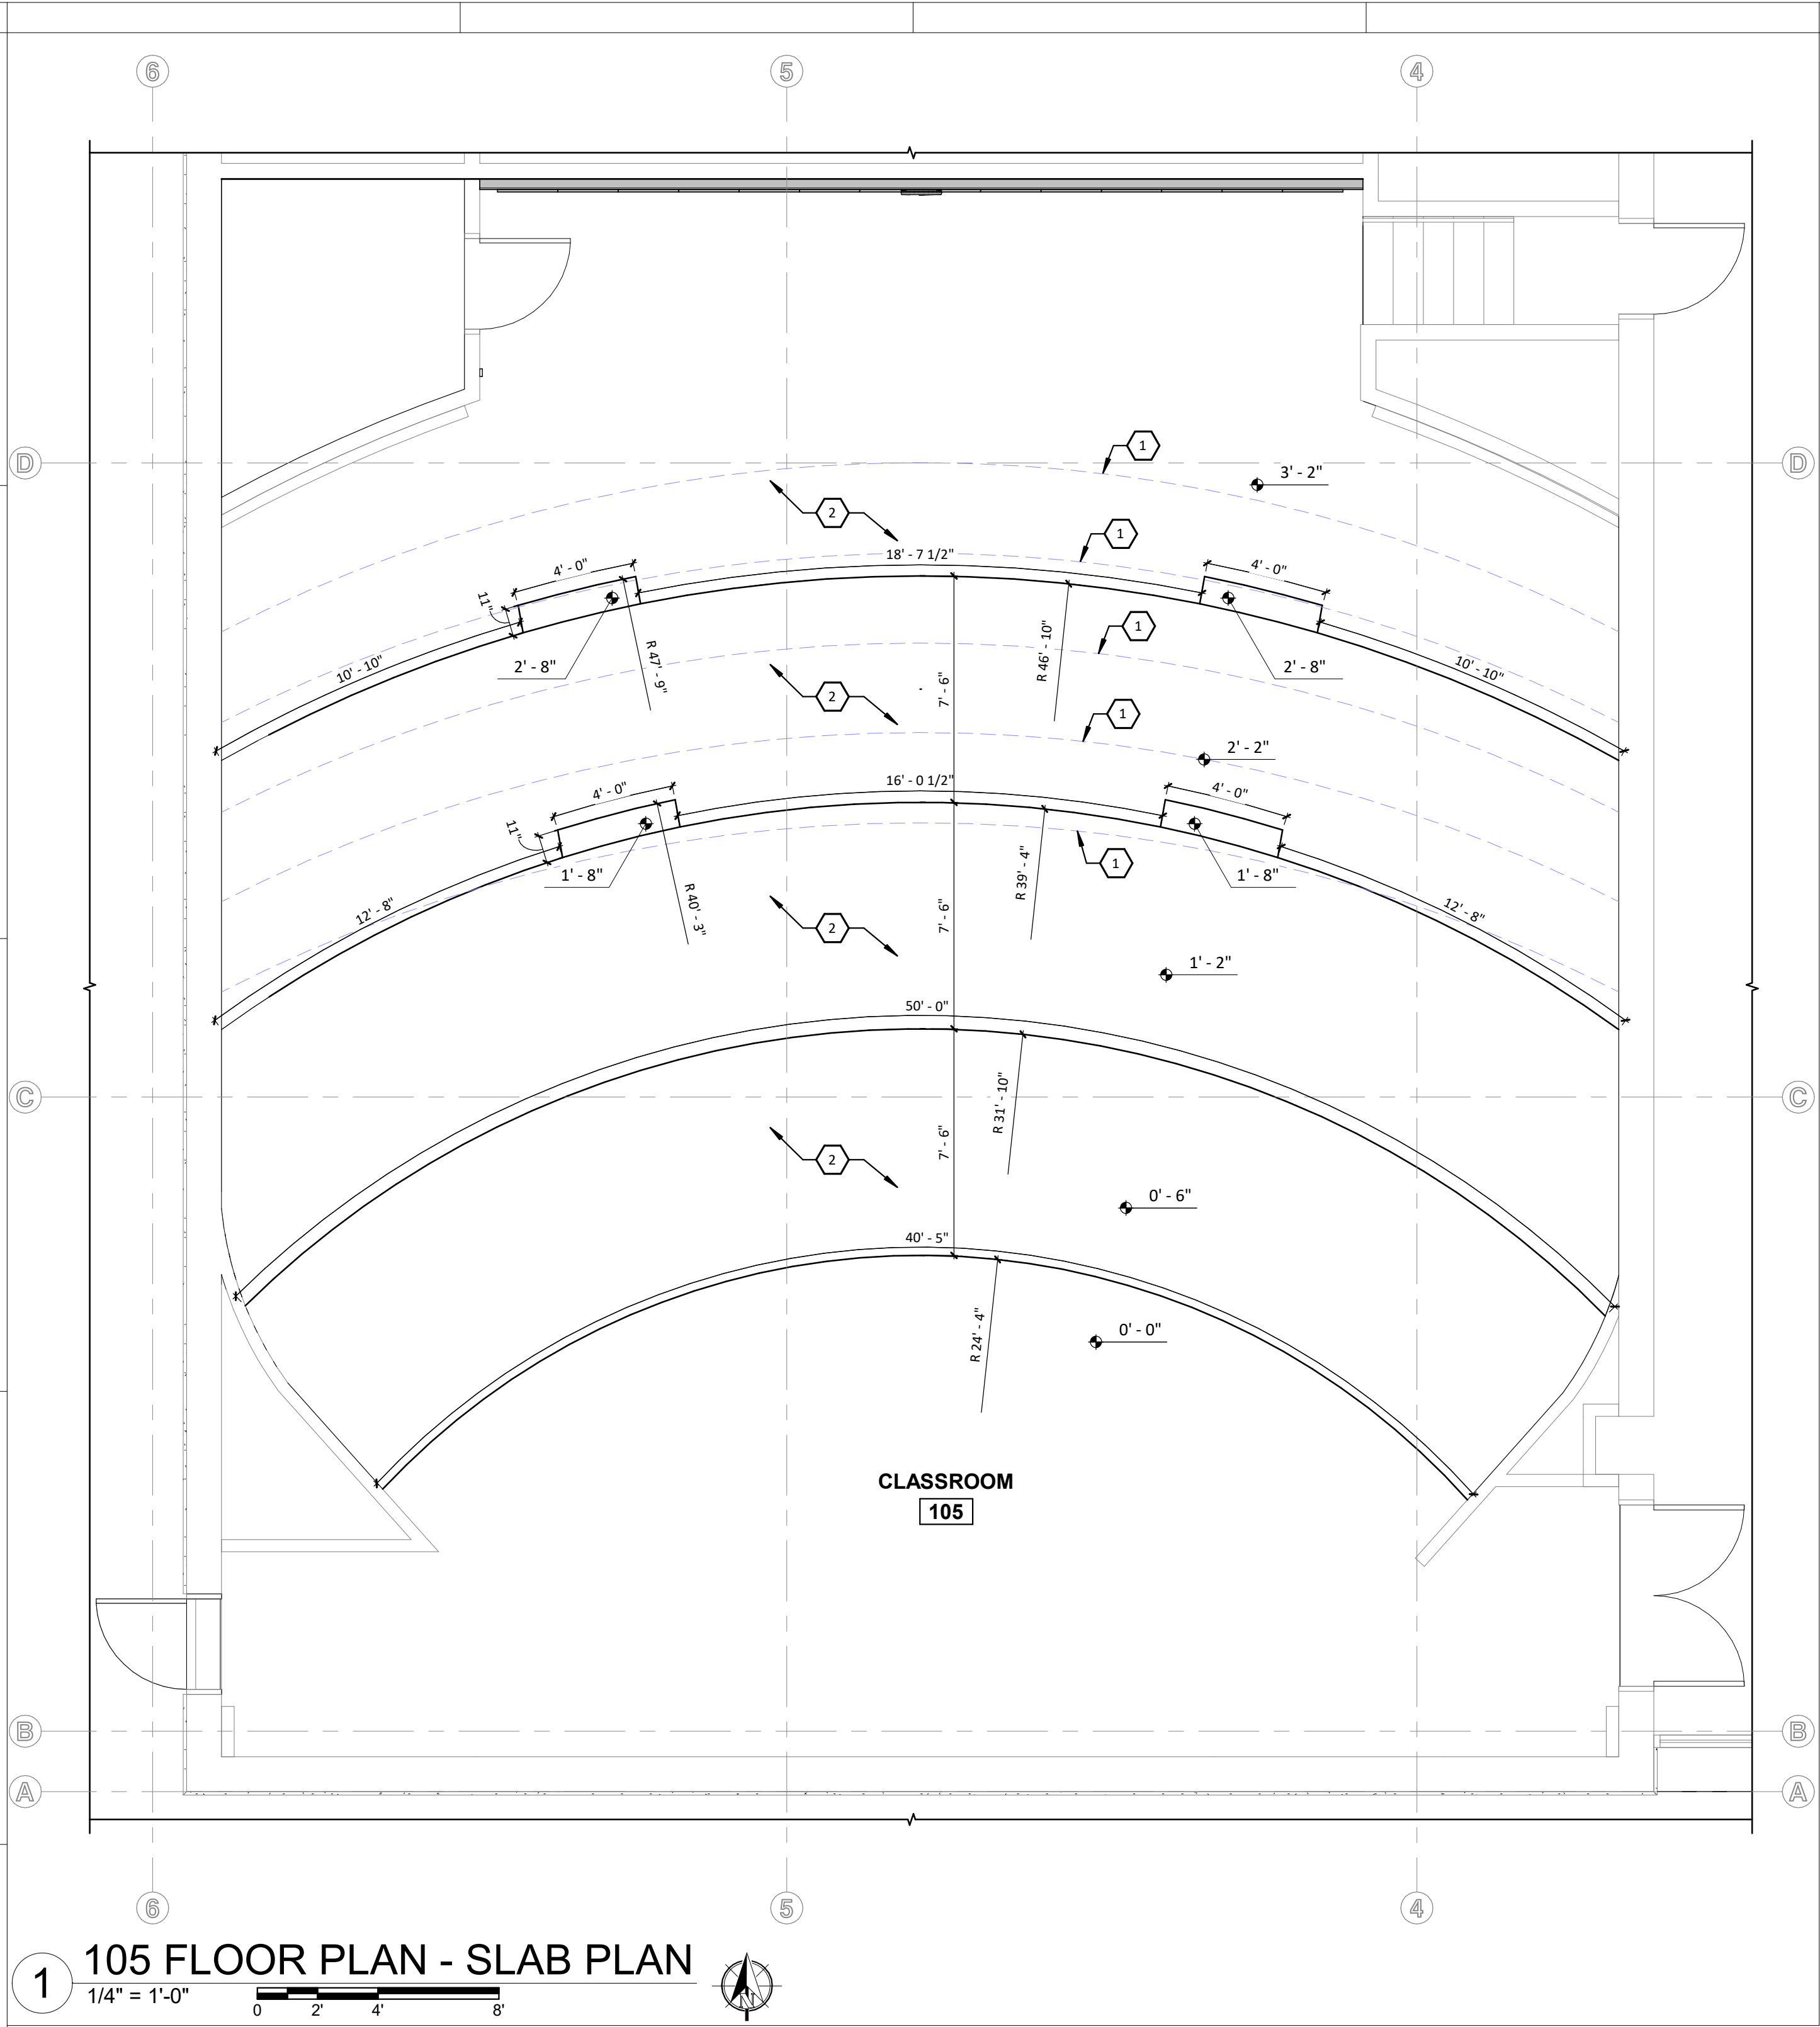 6 5 4
D D
1
3' - 2"
2
1
18' - 7 1/2"
4' - 0" 4' - 0"
11"
1
2' - 8" R 47' - 9" R 46' - 10" 2' - 8"
10' - 10" 10' - 10"
7' - 6"
2
1
2' - 2"
16' - 0 1/2"
4' - 0" 4' - 0"
11"
1
1' - 8" R 40' - 3" R 39' - 4" 1' - 8"
12' - 8" 12' - 8"
7' - 6"
2
1' - 2"
50' - 0"
C C
R 31' - 10"
7' - 6"
2
0' - 6"
40' - 5"
R 24' - 4"
0' - 0"
CLASSROOM
105
B B
A A
6 5 4
1 105 FLOOR PLAN - SLAB PLAN
1/4" = 1'-0"
0 2' 4' 8'
N